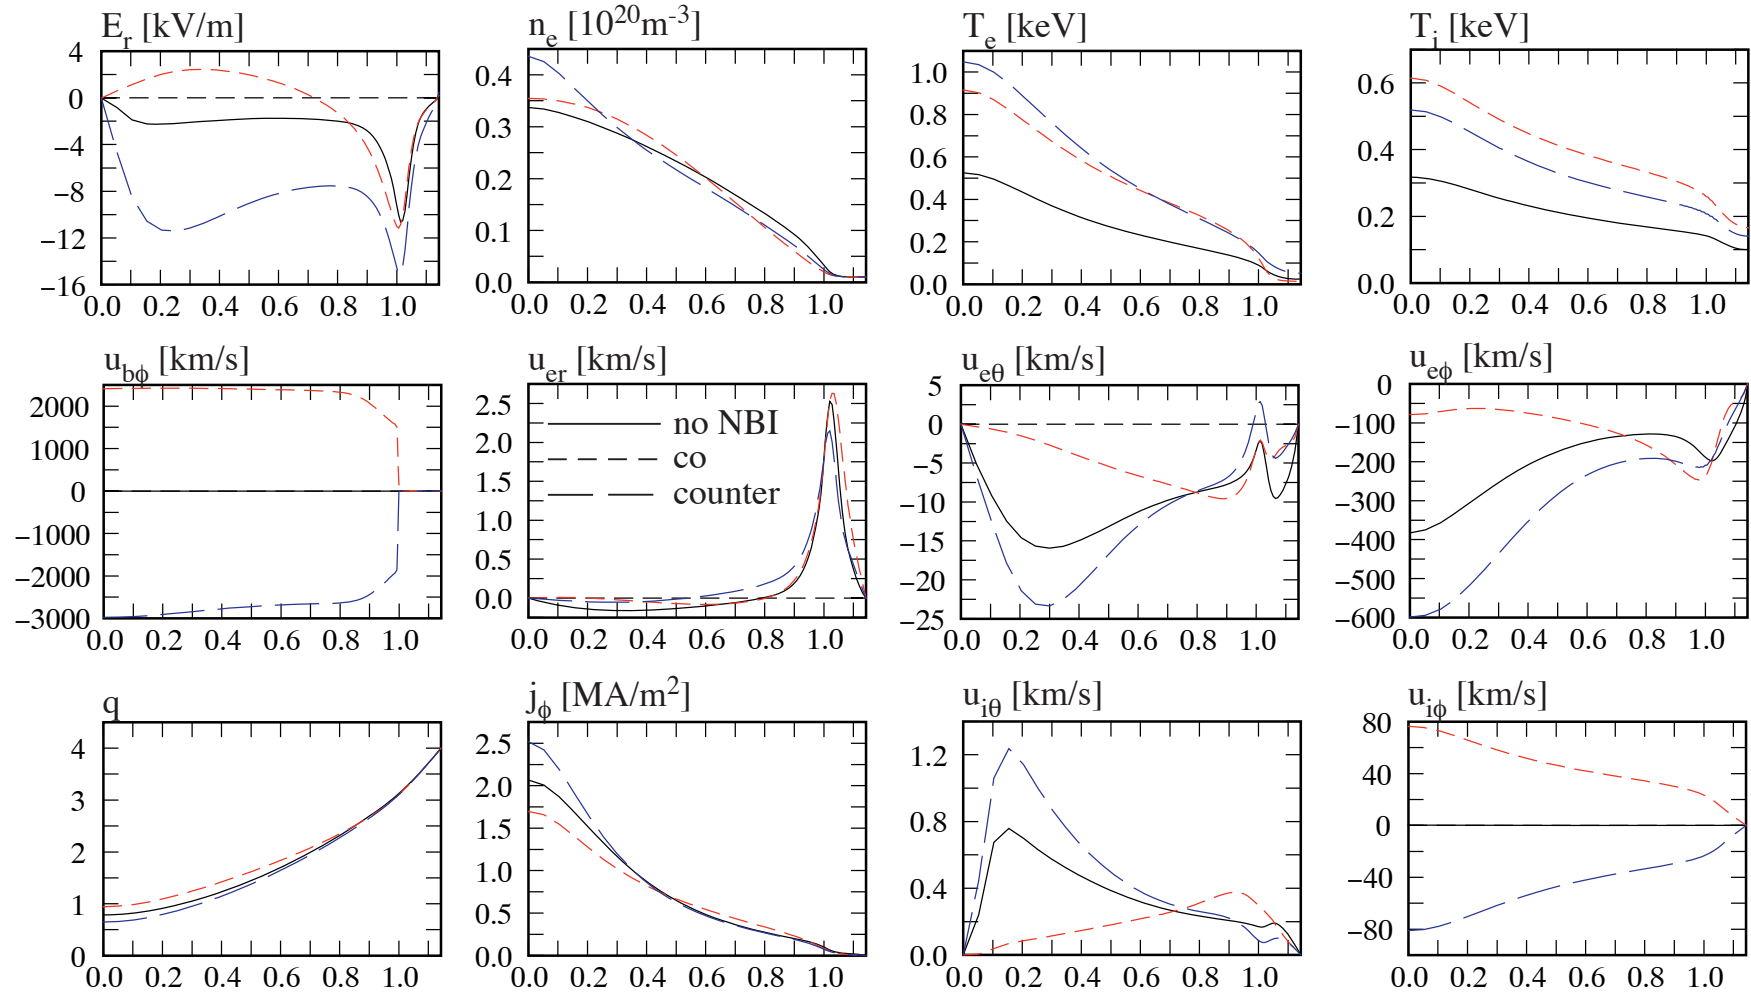 E_r [kV/m]
4
0
−4
−8
−12
−16
0.0 0.2 0.4 0.6 0.8 1.0
n_e [10^20m^-3]
0.4
0.3
0.2
0.1
0.0
0.0 0.2 0.4 0.6 0.8 1.0
T_e [keV]
1.0
0.8
0.6
0.4
0.2
0.0
0.0 0.2 0.4 0.6 0.8 1.0
T_i [keV]
0.6
0.4
0.2
0.0
0.0 0.2 0.4 0.6 0.8 1.0
u_bϕ [km/s]
2000
1000
0
−1000
−2000
−3000
0.0 0.2 0.4 0.6 0.8 1.0
u_er [km/s]
2.5
2.0
1.5
1.0
0.5
0.0
no NBI
co
counter
0.0 0.2 0.4 0.6 0.8 1.0
u_eθ [km/s]
5
0
−5
−10
−15
−20
−25
0.0 0.2 0.4 0.6 0.8 1.0
u_eϕ [km/s]
0
−100
−200
−300
−400
−500
−600
0.0 0.2 0.4 0.6 0.8 1.0
q
4
3
2
1
0
0.0 0.2 0.4 0.6 0.8 1.0
j_ϕ [MA/m^2]
2.5
2.0
1.5
1.0
0.5
0.0
0.0 0.2 0.4 0.6 0.8 1.0
u_iθ [km/s]
1.2
0.8
0.4
0.0
0.0 0.2 0.4 0.6 0.8 1.0
u_iϕ [km/s]
80
40
0
−40
−80
0.0 0.2 0.4 0.6 0.8 1.0